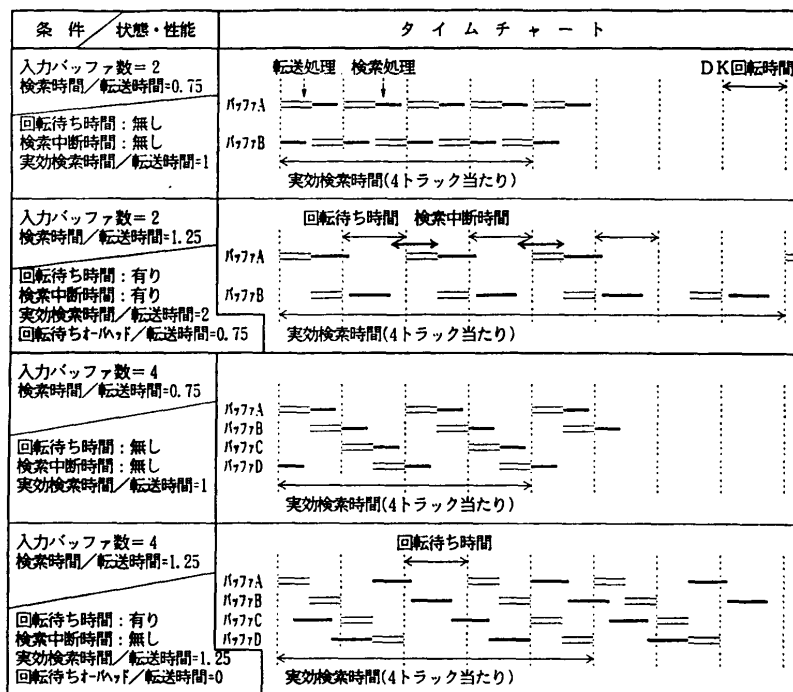 条件／状態・性能
タイムチャート
入力バッファ数＝2
検索時間／転送時間=0.75
回転待ち時間：無し
検索中断時間：無し
実効検索時間／転送時間=1
転送処理 検索処理
DK回転時間
バッファA
バッファB
実効検索時間(4トラック当たり)
入力バッファ数＝2
検索時間／転送時間=1.25
回転待ち時間：有り
検索中断時間：有り
実効検索時間／転送時間=2
回転待ちオーバヘッド／転送時間=0.75
回転待ち時間 検索中断時間
バッファA
バッファB
実効検索時間(4トラック当たり)
入力バッファ数＝4
検索時間／転送時間=0.75
回転待ち時間：無し
検索中断時間：無し
実効検索時間／転送時間=1
バッファA
バッファB
バッファC
バッファD
実効検索時間(4トラック当たり)
入力バッファ数＝4
検索時間／転送時間=1.25
回転待ち時間：有り
検索中断時間：無し
実効検索時間／転送時間=1.25
回転待ちオーバヘッド／転送時間=0
回転待ち時間
バッファA
バッファB
バッファC
バッファD
実効検索時間(4トラック当たり)